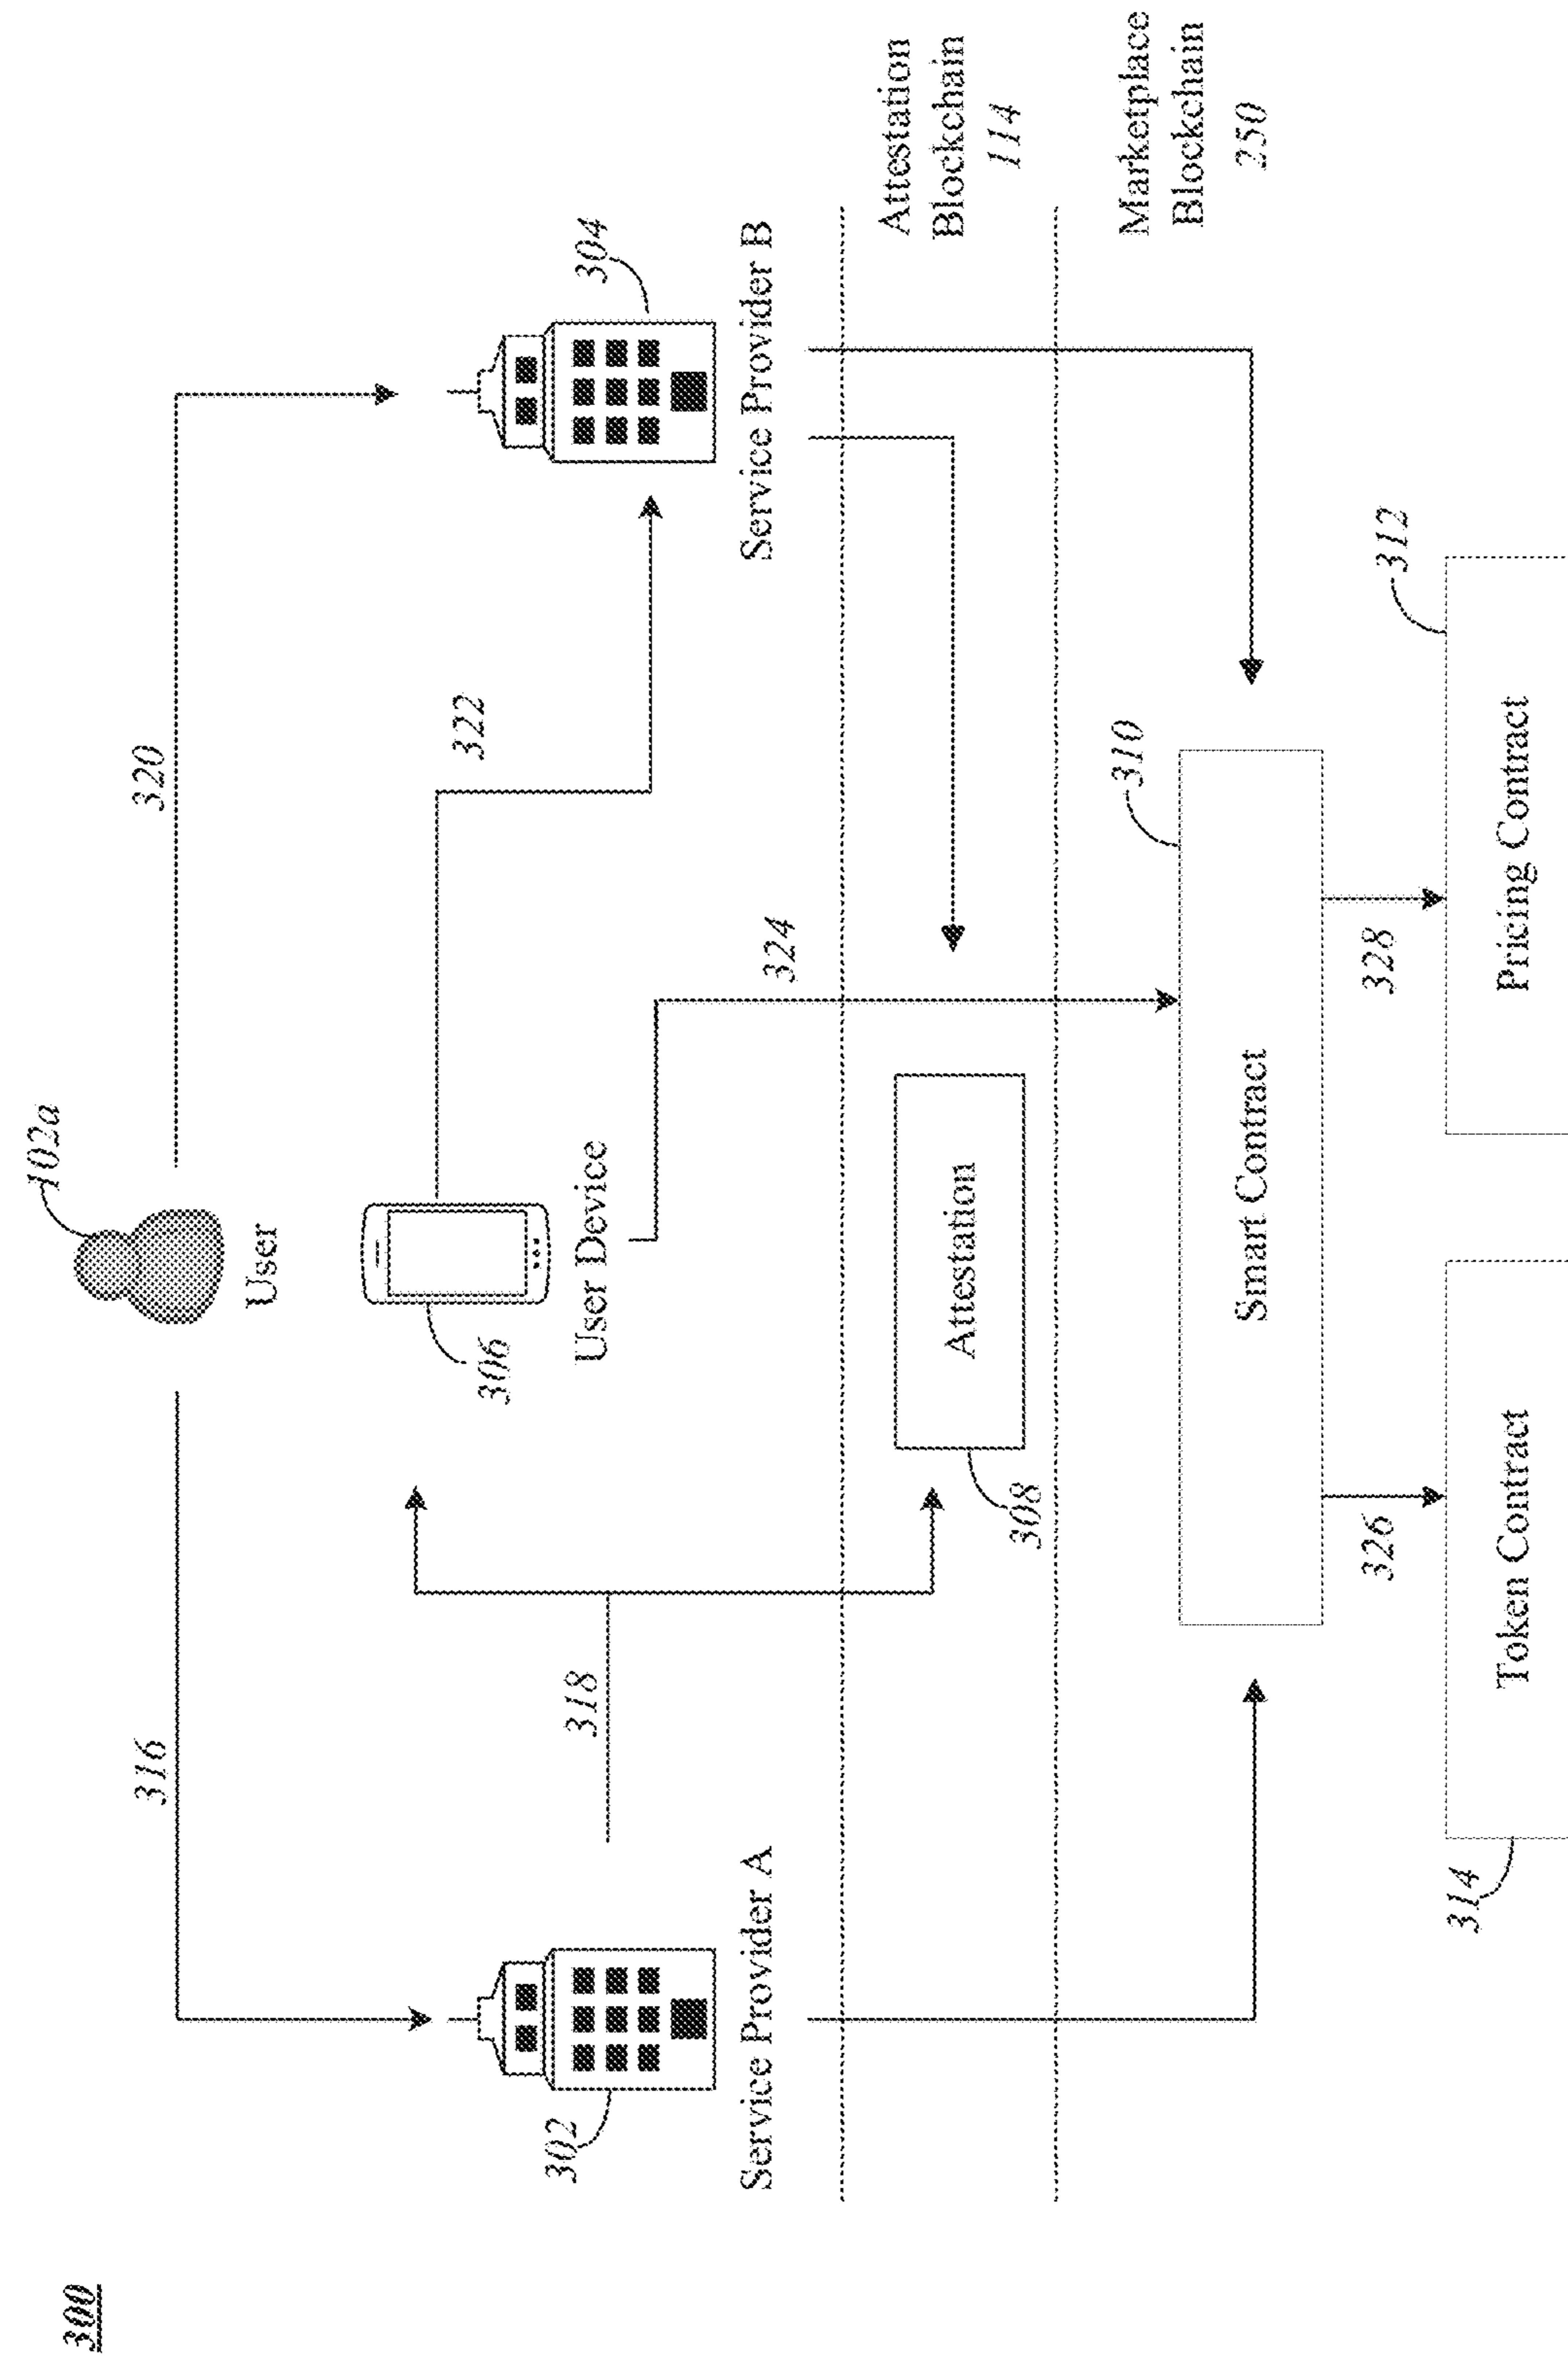 300
102a
User
316
320
306
User Device
322
302
Service Provider A
318
304
Service Provider B
324
Attestation
308
Attestation
Blockchain
114
310
Smart Contract
Marketplace
Blockchain
250
326
328
314
Token Contract
312
Pricing Contract